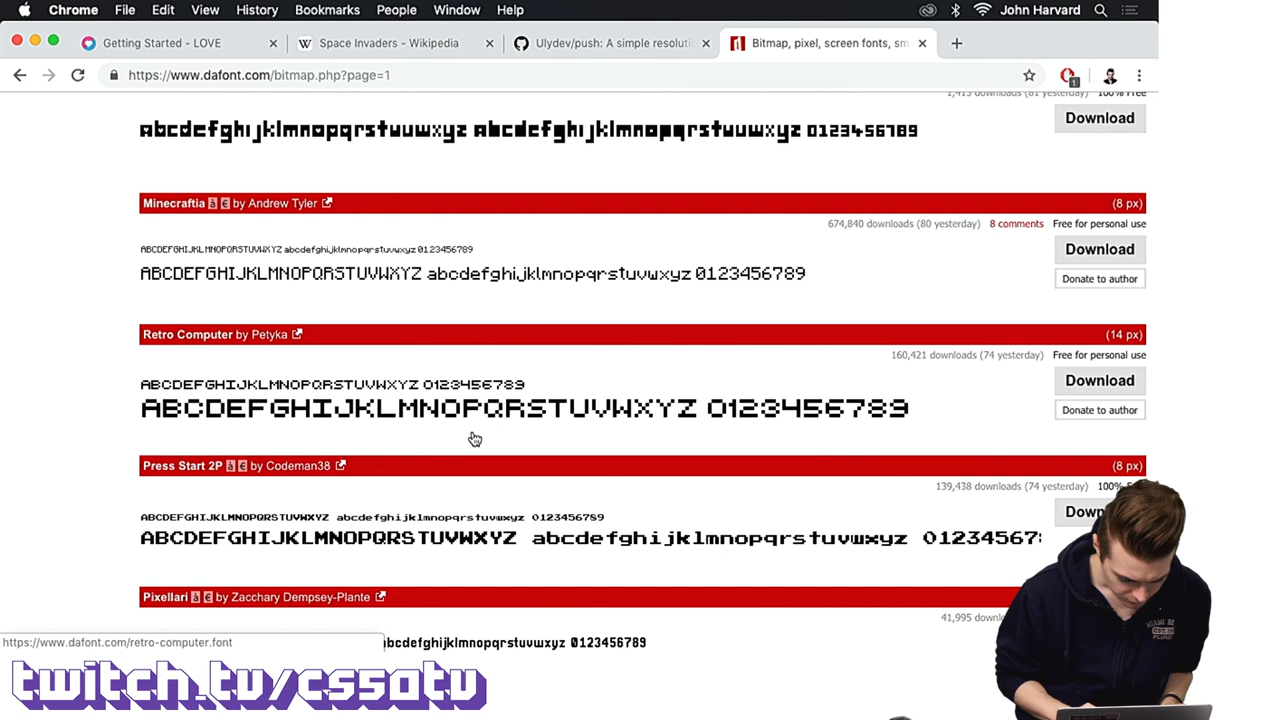 Chrome File Edit View History Bookmarks People Window Help John Harvard
Getting Started - LOVE
Space Invaders - Wikipedia
Ulydev/push: A simple resoluti
Bitmap, pixel, screen fonts, sm
https://www.dafont.com/bitmap.php?page=1
1
Download
abcdefghijklmnopqrstuvwxyz abcdefghijklmnopqrstuvwxyz 0123456789
Minecraftia à € by Andrew Tyler (8 px)
674,840 downloads (80 yesterday) 8 comments Free for personal use
ABCDEFGHIJKLMNOPQRSTUVWXYZ abcdefghijklmnopqrstuvwxyz 0123456789
Download
ABCDEFGHIJKLMNOPQRSTUVWXYZ abcdefghijklmnopqrstuvwxyz 0123456789
Donate to author
Retro Computer by Petyka (14 px)
160,421 downloads (74 yesterday) Free for personal use
ABCDEFGHIJKLMNOPQRSTUVWXYZ 0123456789
Download
ABCDEFGHIJKLMNOPQRSTUVWXYZ 0123456789
Donate to author
Press Start 2P à € by Codeman38 (8 px)
139,438 downloads (74 yesterday) 100%
ABCDEFGHIJKLMNOPQRSTUVWXYZ abcdefghijklmnopqrstuvwxyz 0123456789
ABCDEFGHIJKLMNOPQRSTUVWXYZ abcdefghijklmnopqrstuvwxyz 01234567
Pixellari à € by Zacchary Dempsey-Plante
41,995
https://www.dafont.com/retro-computer.font
bcdefghijklmnopqrstuvwxyz 0123456789
twitch.tv/cs50tv